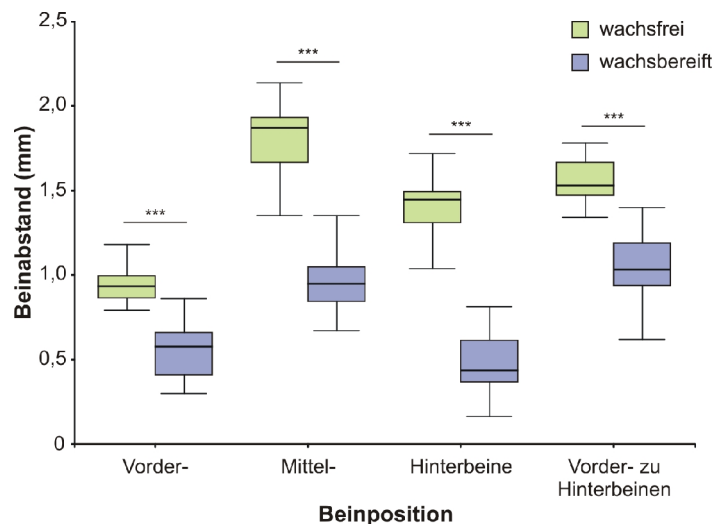 2,5
wachsfrei
wachsbereift
***
2,0
***
***
1,5
***
1,0
0,5
0
Beinabstand (mm)
Vorder-
Mittel-
Hinterbeine
Vorder- zu
Hinterbeinen
Beinposition